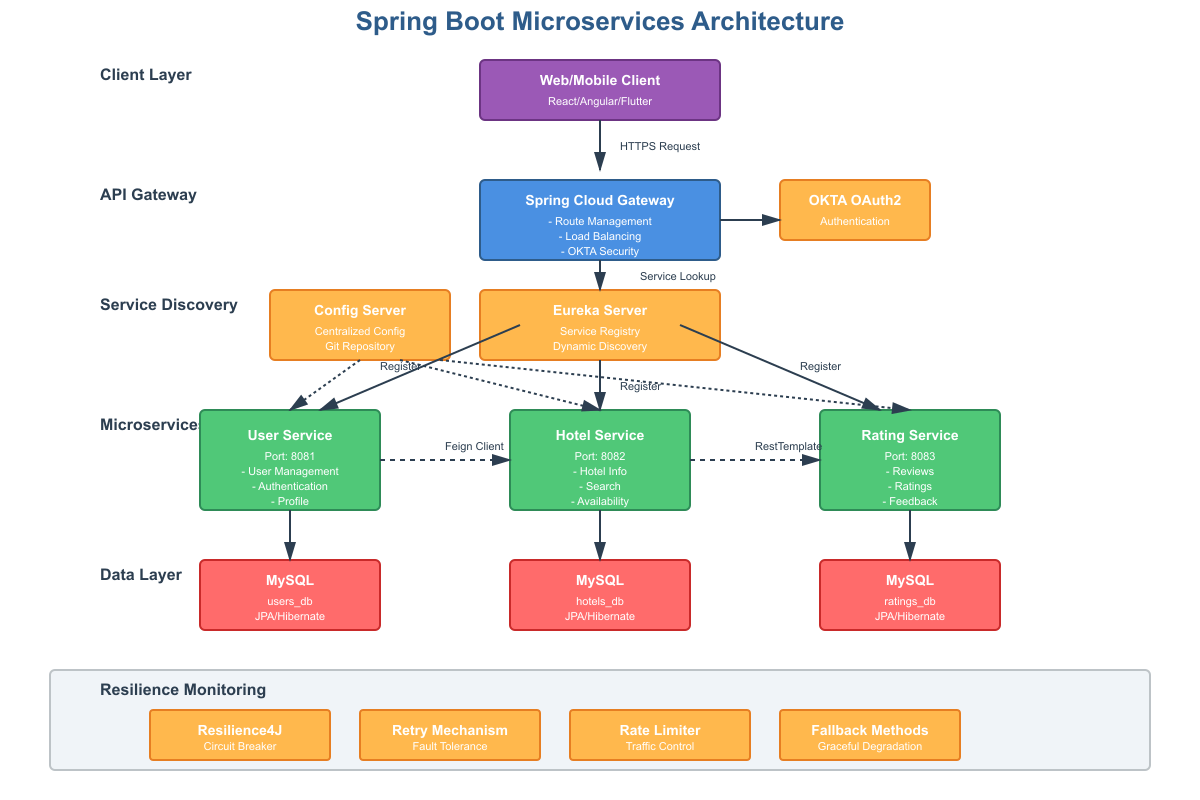 Spring Boot Microservices Architecture
Client Layer
Web/Mobile Client
React/Angular/Flutter
HTTPS Request
API Gateway
Spring Cloud Gateway
- Route Management
- Load Balancing
- OKTA Security
OKTA OAuth2
Authentication
Service Lookup
Service Discovery
Config Server
Centralized Config
Git Repository
Eureka Server
Service Registry
Dynamic Discovery
Register
Register
Register
Microservices
User Service
Port: 8081
- User Management
- Authentication
- Profile
Feign Client
Hotel Service
Port: 8082
- Hotel Info
- Search
- Availability
RestTemplate
Rating Service
Port: 8083
- Reviews
- Ratings
- Feedback
Data Layer
MySQL
users_db
JPA/Hibernate
MySQL
hotels_db
JPA/Hibernate
MySQL
ratings_db
JPA/Hibernate
Resilience Monitoring
Resilience4J
Circuit Breaker
Retry Mechanism
Fault Tolerance
Rate Limiter
Traffic Control
Fallback Methods
Graceful Degradation